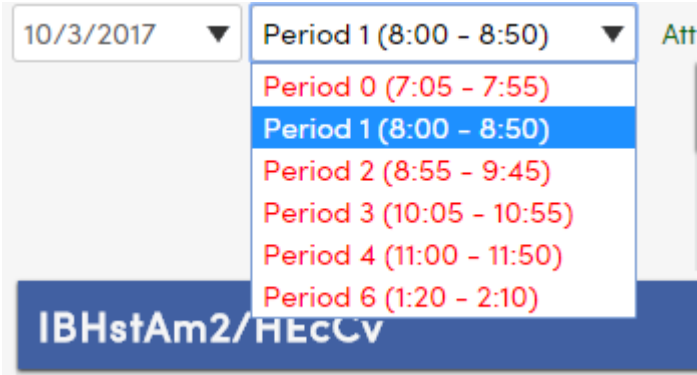 10/3/2017 Period 1 (8:00 - 8:50) Att
Period 0 (7:05 - 7:55)
Period 1 (8:00 - 8:50)
Period 2 (8:55 - 9:45)
Period 3 (10:05 - 10:55)
Period 4 (11:00 - 11:50)
Period 6 (1:20 - 2:10)
IBHstAm2/HEcCv